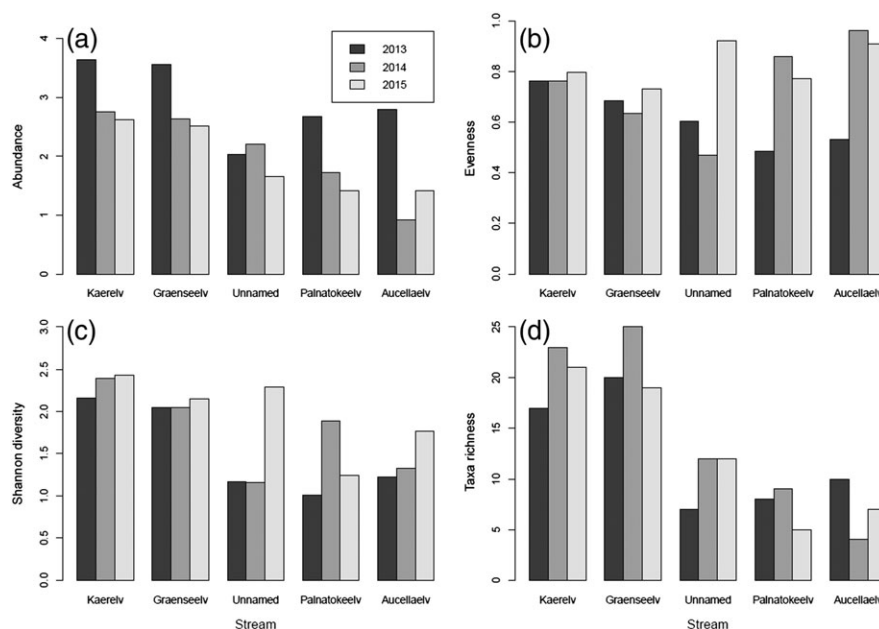 (a)
Abundance
4
3
2
1
0
2013
2014
2015
Kaerelv Graenseelv Unnamed Palnatokeelv Aucellaelv
(b)
Evenness
1.0
0.8
0.6
0.4
0.2
0.0
Kaerelv Graenseelv Unnamed Palnatokeelv Aucellaelv
(c)
Shannon diversity
3.0
2.5
2.0
1.5
1.0
0.5
0.0
Kaerelv Graenseelv Unnamed Palnatokeelv Aucellaelv
Stream
(d)
Taxa richness
25
20
15
10
5
0
Kaerelv Graenseelv Unnamed Palnatokeelv Aucellaelv
Stream